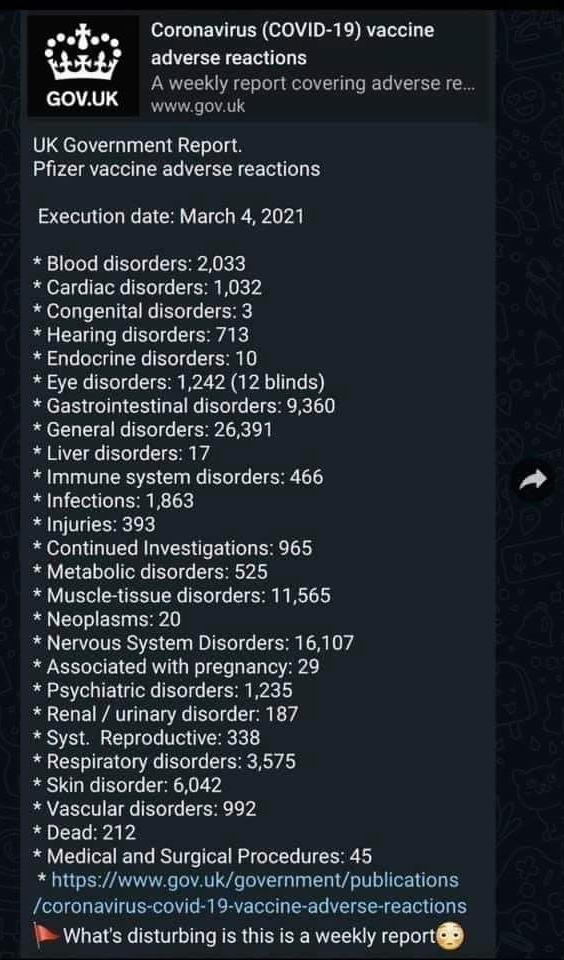 GOV.UK
Coronavirus (COVID-19) vaccine
adverse reactions
A weekly report covering adverse re...
www.gov.uk
UK Government Report.
Pfizer vaccine adverse reactions
Execution date: March 4, 2021
* Blood disorders: 2,033
* Cardiac disorders: 1,032
* Congenital disorders: 3
* Hearing disorders: 713
* Endocrine disorders: 10
* Eye disorders: 1,242 (12 blinds)
* Gastrointestinal disorders: 9,360
* General disorders: 26,391
* Liver disorders: 17
* Immune system disorders: 466
* Infections: 1,863
* Injuries: 393
* Continued Investigations: 965
* Metabolic disorders: 525
* Muscle-tissue disorders: 11,565
* Neoplasms: 20
* Nervous System Disorders: 16,107
* Associated with pregnancy: 29
* Psychiatric disorders: 1,235
* Renal / urinary disorder: 187
* Syst. Reproductive: 338
* Respiratory disorders: 3,575
* Skin disorder: 6,042
* Vascular disorders: 992
* Dead: 212
* Medical and Surgical Procedures: 45
* https://www.gov.uk/government/publications
/coronavirus-covid-19-vaccine-adverse-reactions
🚩 What's disturbing is this is a weekly report😳